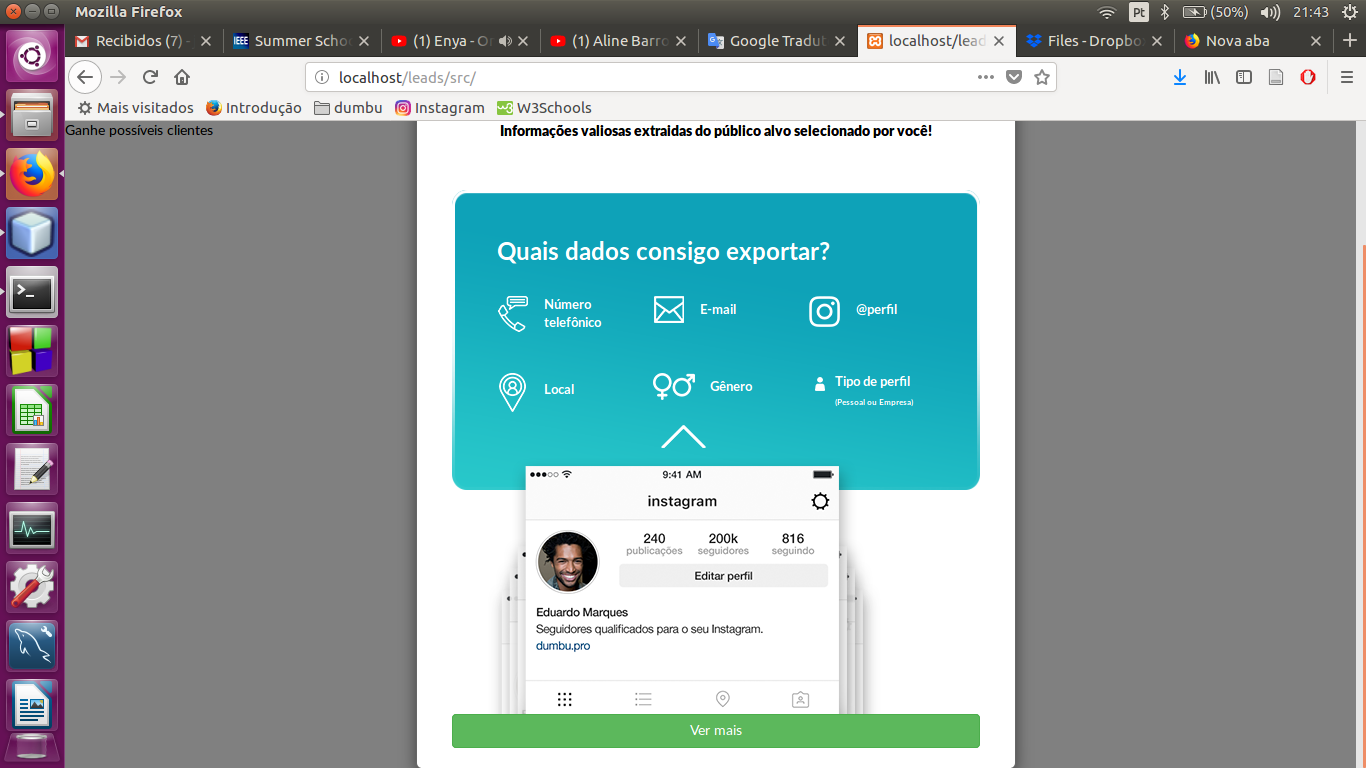 Mozilla Firefox
Pt
(50%)
21:43
Recibidos (7) -
IEEE Summer Scho
(1) Enya - Or
(1) Aline Barro
Google Tradut
localhost/lead
Files - Dropbo
Nova aba
localhost/leads/src/
Mais visitados
Introdução
dumbu
Instagram
W3Schools
Ganhe possíveis clientes
Informações valiosas extraidas do público alvo selecionado por você!
Quais dados consigo exportar?
Número
telefônico
E-mail
@perfil
Local
Gênero
Tipo de perfil
(Pessoal ou Empresa)
9:41 AM
instagram
240 200k 816
publicações seguidores seguindo
Editar perfil
Eduardo Marques
Seguidores qualificados para o seu Instagram.
dumbu.pro
Ver mais